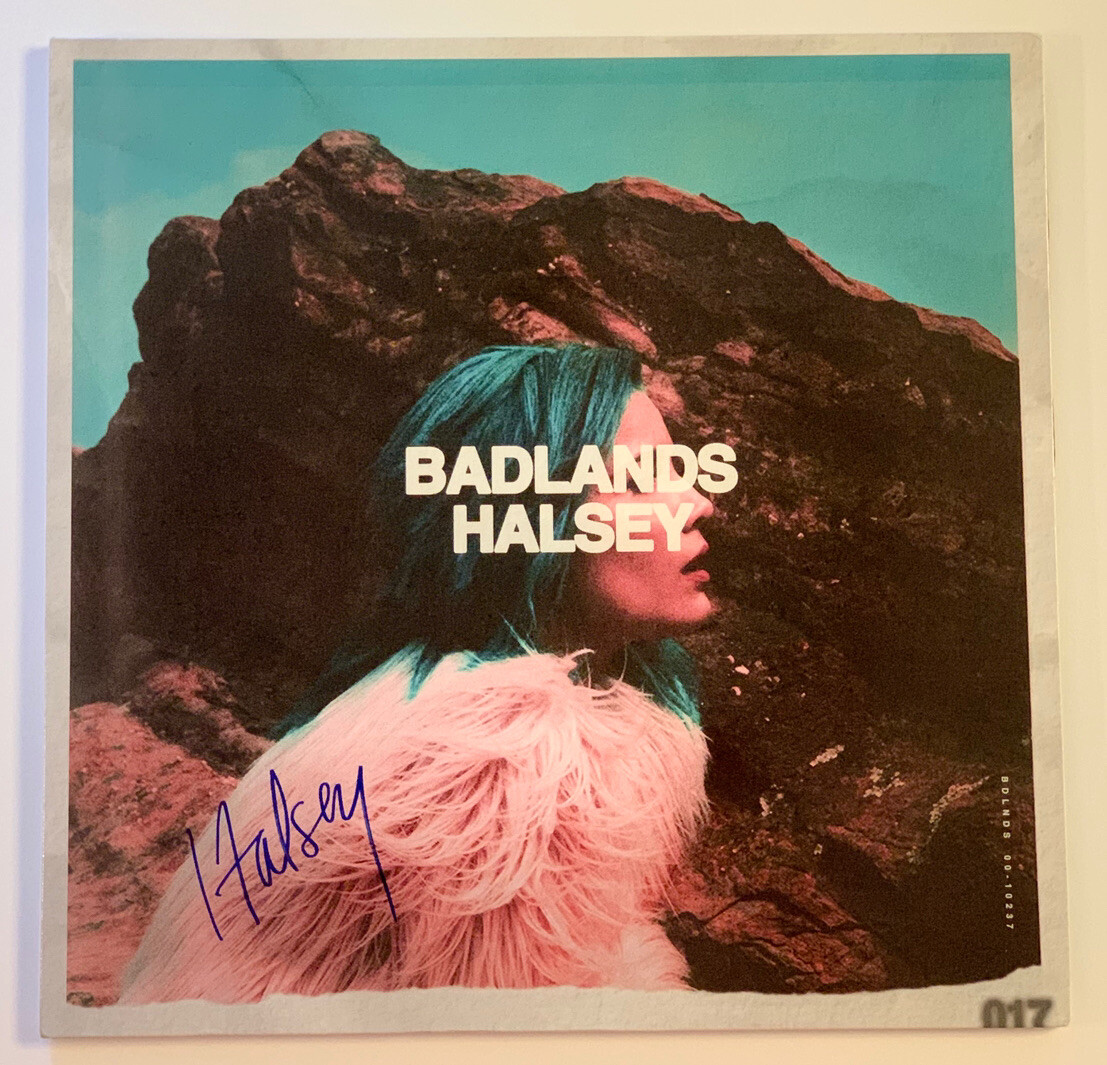 BADLANDS
HALSEY
Halsey
BDLNDS 00-10237
017